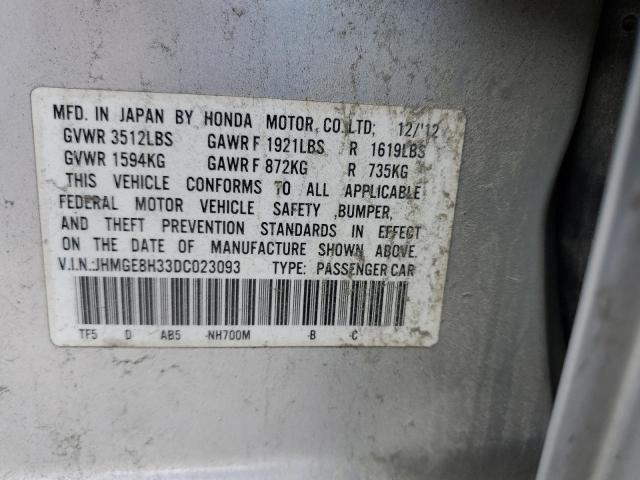 MFD. IN JAPAN BY HONDA MOTOR CO.LTD; 12/'12
GVWR 3512LBS GAWR F 1921LBS R 1619LBS
GVWR 1594KG GAWR F 872KG R 735KG
THIS VEHICLE CONFORMS TO ALL APPLICABLE
FEDERAL MOTOR VEHICLE SAFETY ,BUMPER,
AND THEFT PREVENTION STANDARDS IN EFFECT
ON THE DATE OF MANUFACTURE SHOWN ABOVE.
V.I.N.:JHMGE8H33DC023093 TYPE: PASSENGER CAR
TF5 D AB5 -NH700M -B -C